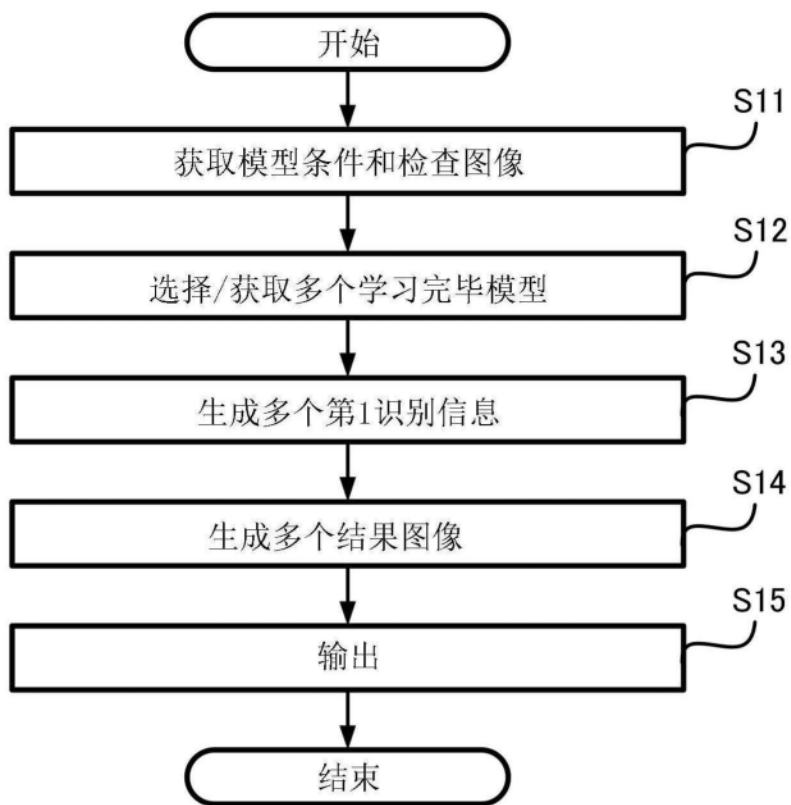 开始
S11
获取模型条件和检查图像
S12
选择/获取多个学习完毕模型
S13
生成多个第1识别信息
S14
生成多个结果图像
S15
输出
结束